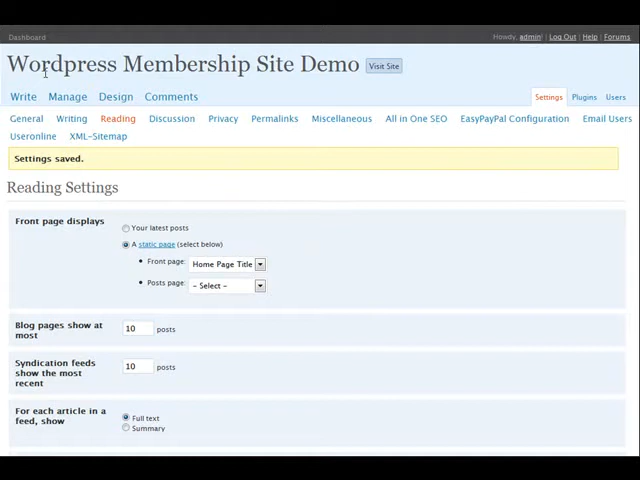 Dashboard Howdy, admin! | Log Out | Help | Forums
Wordpress Membership Site Demo Visit Site
Write Manage Design Comments Settings Plugins Users
General Writing Reading Discussion Privacy Permalinks Miscellaneous All in One SEO EasyPayPal Configuration Email Users
Useronline XML-Sitemap
Settings saved.
Reading Settings
Front page displays
Your latest posts
A static page (select below)
Front page: Home Page Title
Posts page: - Select -
Blog pages show at most 10 posts
Syndication feeds show the most recent 10 posts
For each article in a feed, show
Full text
Summary